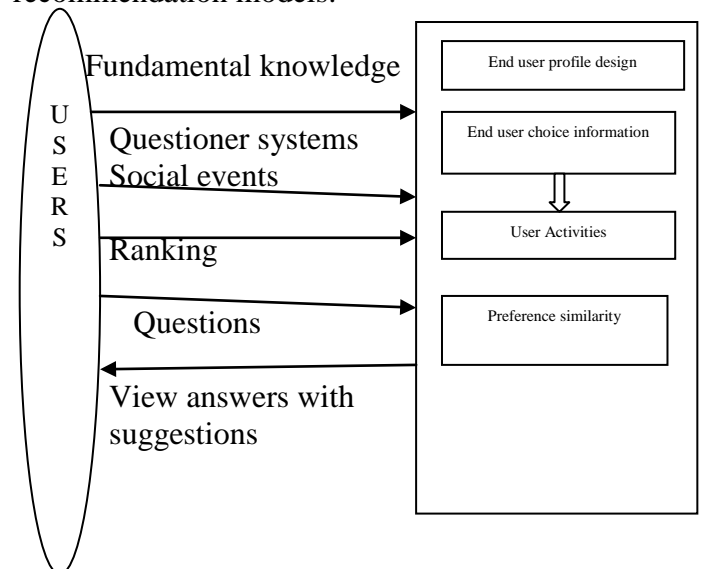 recommendation models.
U
S
E
R
S
Fundamental knowledge
Questioner systems
Social events
Ranking
Questions
View answers with
suggestions
End user profile design
End user choice information
User Activities
Preference similarity